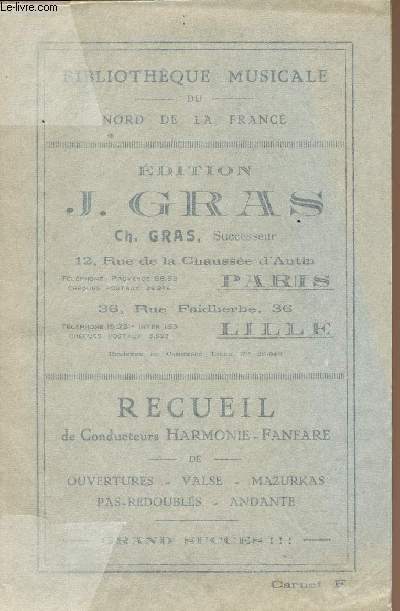 le-livre.com
BIBLIOTHÈQUE MUSICALE
DU
NORD DE LA FRANCE
ÉDITION
J. GRAS
Ch. GRAS, Successeur
12, Rue de la Chaussée d'Antin
PARIS
36, Rue Faidherbe, 36
LILLE
RECUEIL
de Conducteurs HARMONIE - FANFARE
DE
OUVERTURES - VALSE - MAZURKAS
PAS-REDOUBLÉS - ANDANTE
GRAND SUCCÈS !!!
Carnet F